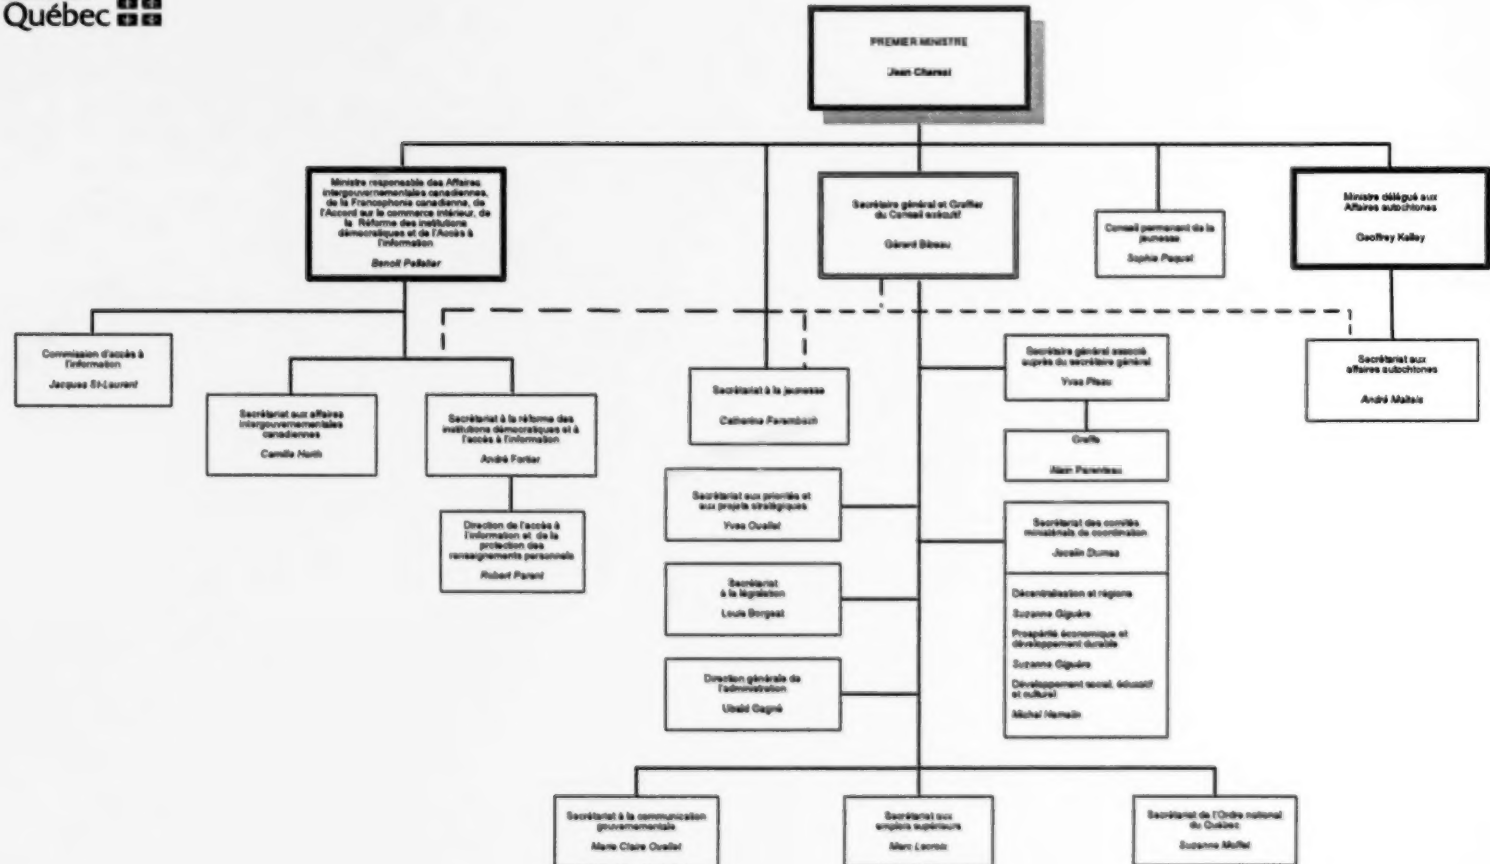 Québec
PREMIER MINISTRE
Jean Charest
Ministre responsable des Affaires
intergouvernementales canadiennes,
de la Francophonie canadienne, de
l'Accord sur le commerce intérieur, de
la Réforme des institutions
démocratiques et de l'Accès à
l'information
Benoît Pelletier
Secrétaire général et Greffier
du Conseil exécutif
Gérard Bibeau
Conseil permanent de la
jeunesse
Sophie Paquet
Ministre délégué aux
Affaires autochtones
Geoffrey Kelley
Commission d'accès à
l'information
Jacques St-Laurent
Secrétariat aux affaires
intergouvernementales
canadiennes
Camille Horth
Secrétariat à la réforme des
institutions démocratiques et à
l'accès à l'information
André Fortier
Direction de l'accès à
l'information et de la
protection des
renseignements personnels
Robert Parent
Secrétariat à la jeunesse
Catherine
Secrétaire général associé
auprès du secrétaire général
Yves
Greffe
Alain Parenteau
Secrétariat aux
affaires autochtones
André Maltais
Secrétariat aux priorités et
aux projets stratégiques
Yves Ouellet
Secrétariat des comités
ministériels de coordination
Jocelin Dumas
Décentralisation et régions
Suzanne Giguère
Prospérité économique et
développement durable
Suzanne Giguère
Développement social, éducatif
et culturel
Michel Hamelin
Secrétariat
à la législation
Louis Borgeat
Direction générale de
l'administration
Ubald Gagné
Secrétariat à la communication
gouvernementale
Marie Claire Ouellet
Secrétariat aux
emplois supérieurs
Marc Lacroix
Secrétariat de l'Ordre national
du Québec
Suzanne Moffet